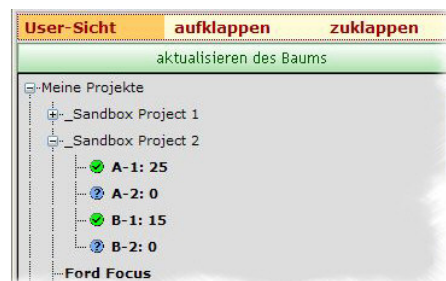 User-Sicht aufklappen zuklappen
aktualisieren des Baums
Meine Projekte
_Sandbox Project 1
_Sandbox Project 2
A-1: 25
A-2: 0
B-1: 15
B-2: 0
Ford Focus